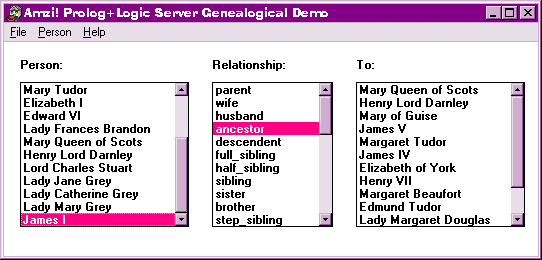 Amzi! Prolog+Logic Server Genealogical Demo
File Person Help
Person:
Mary Tudor
Elizabeth I
Edward VI
Lady Frances Brandon
Mary Queen of Scots
Henry Lord Darnley
Lord Charles Stuart
Lady Jane Grey
Lady Catherine Grey
Lady Mary Grey
James I
Relationship:
parent
wife
husband
ancestor
descendent
full_sibling
half_sibling
sibling
sister
brother
step_sibling
To:
Mary Queen of Scots
Henry Lord Darnley
Mary of Guise
James V
Margaret Tudor
James IV
Elizabeth of York
Henry VII
Margaret Beaufort
Edmund Tudor
Lady Margaret Douglas